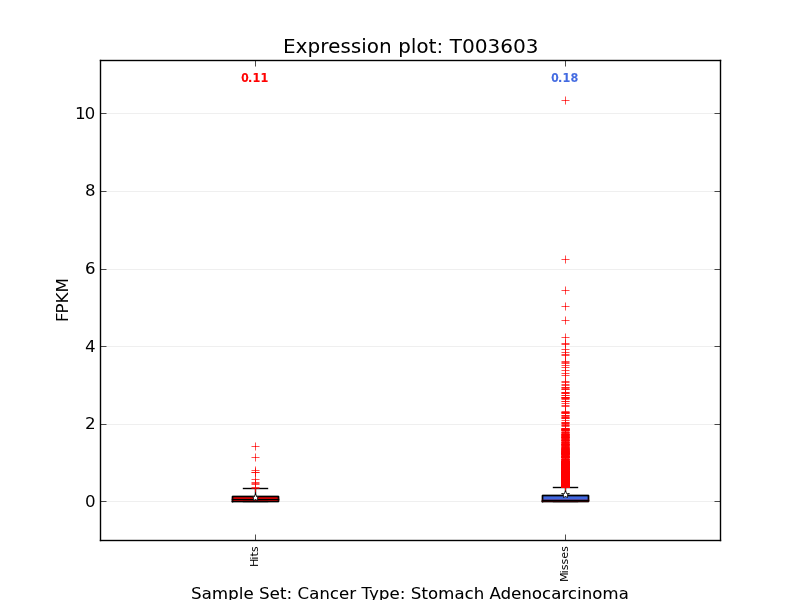 Expression plot: T003603
0.11
0.18
10
8
6
4
2
0
FPKM
Hits
Misses
Sample Set: Cancer Type: Stomach Adenocarcinoma